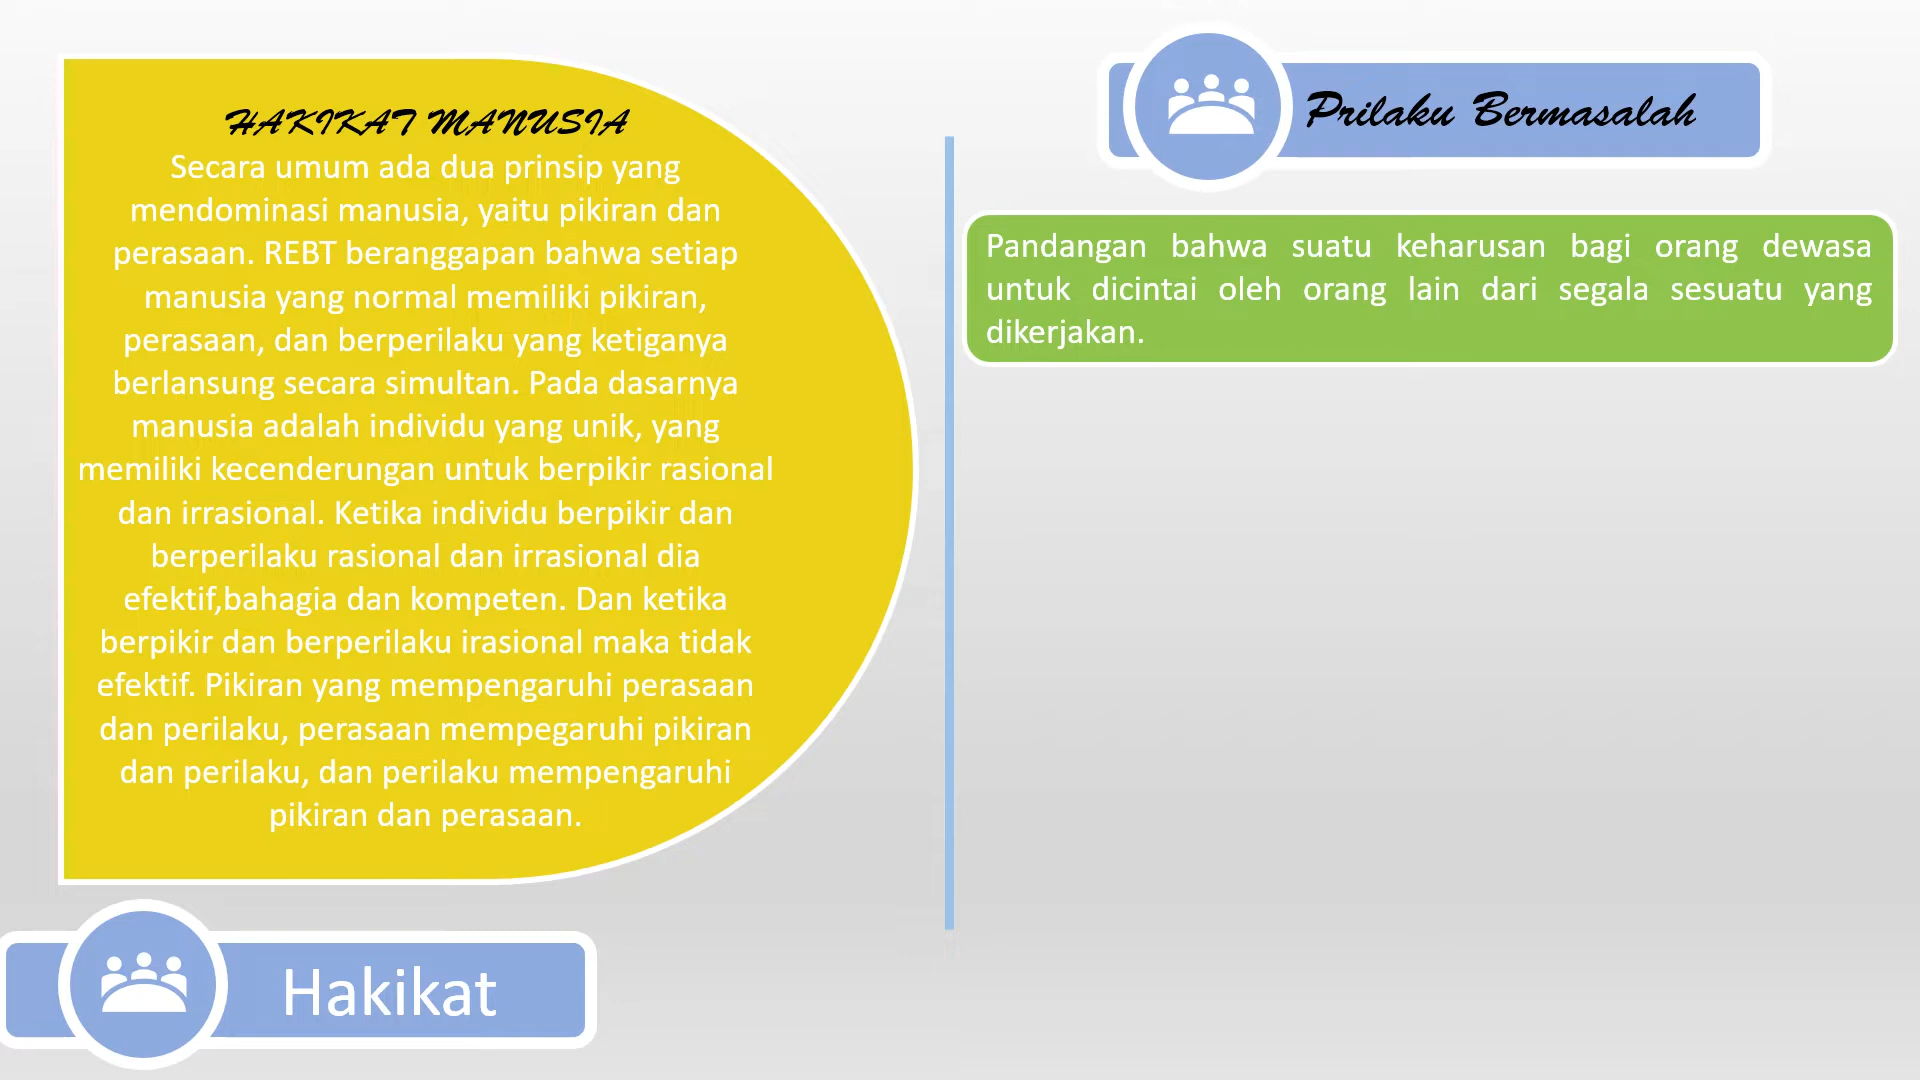 HAKIKAT MANUSIA
Secara umum ada dua prinsip yang
mendominasi manusia, yaitu pikiran dan
perasaan. REBT beranggapan bahwa setiap
manusia yang normal memiliki pikiran,
perasaan, dan berperilaku yang ketiganya
berlansung secara simultan. Pada dasarnya
manusia adalah individu yang unik, yang
memiliki kecenderungan untuk berpikir rasional
dan irrasional. Ketika individu berpikir dan
berperilaku rasional dan irrasional dia
efektif,bahagia dan kompeten. Dan ketika
berpikir dan berperilaku irasional maka tidak
efektif. Pikiran yang mempengaruhi perasaan
dan perilaku, perasaan mempegaruhi pikiran
dan perilaku, dan perilaku mempengaruhi
pikiran dan perasaan.
Hakikat
Prilaku Bermasalah
Pandangan bahwa suatu keharusan bagi orang dewasa
untuk dicintai oleh orang lain dari segala sesuatu yang
dikerjakan.